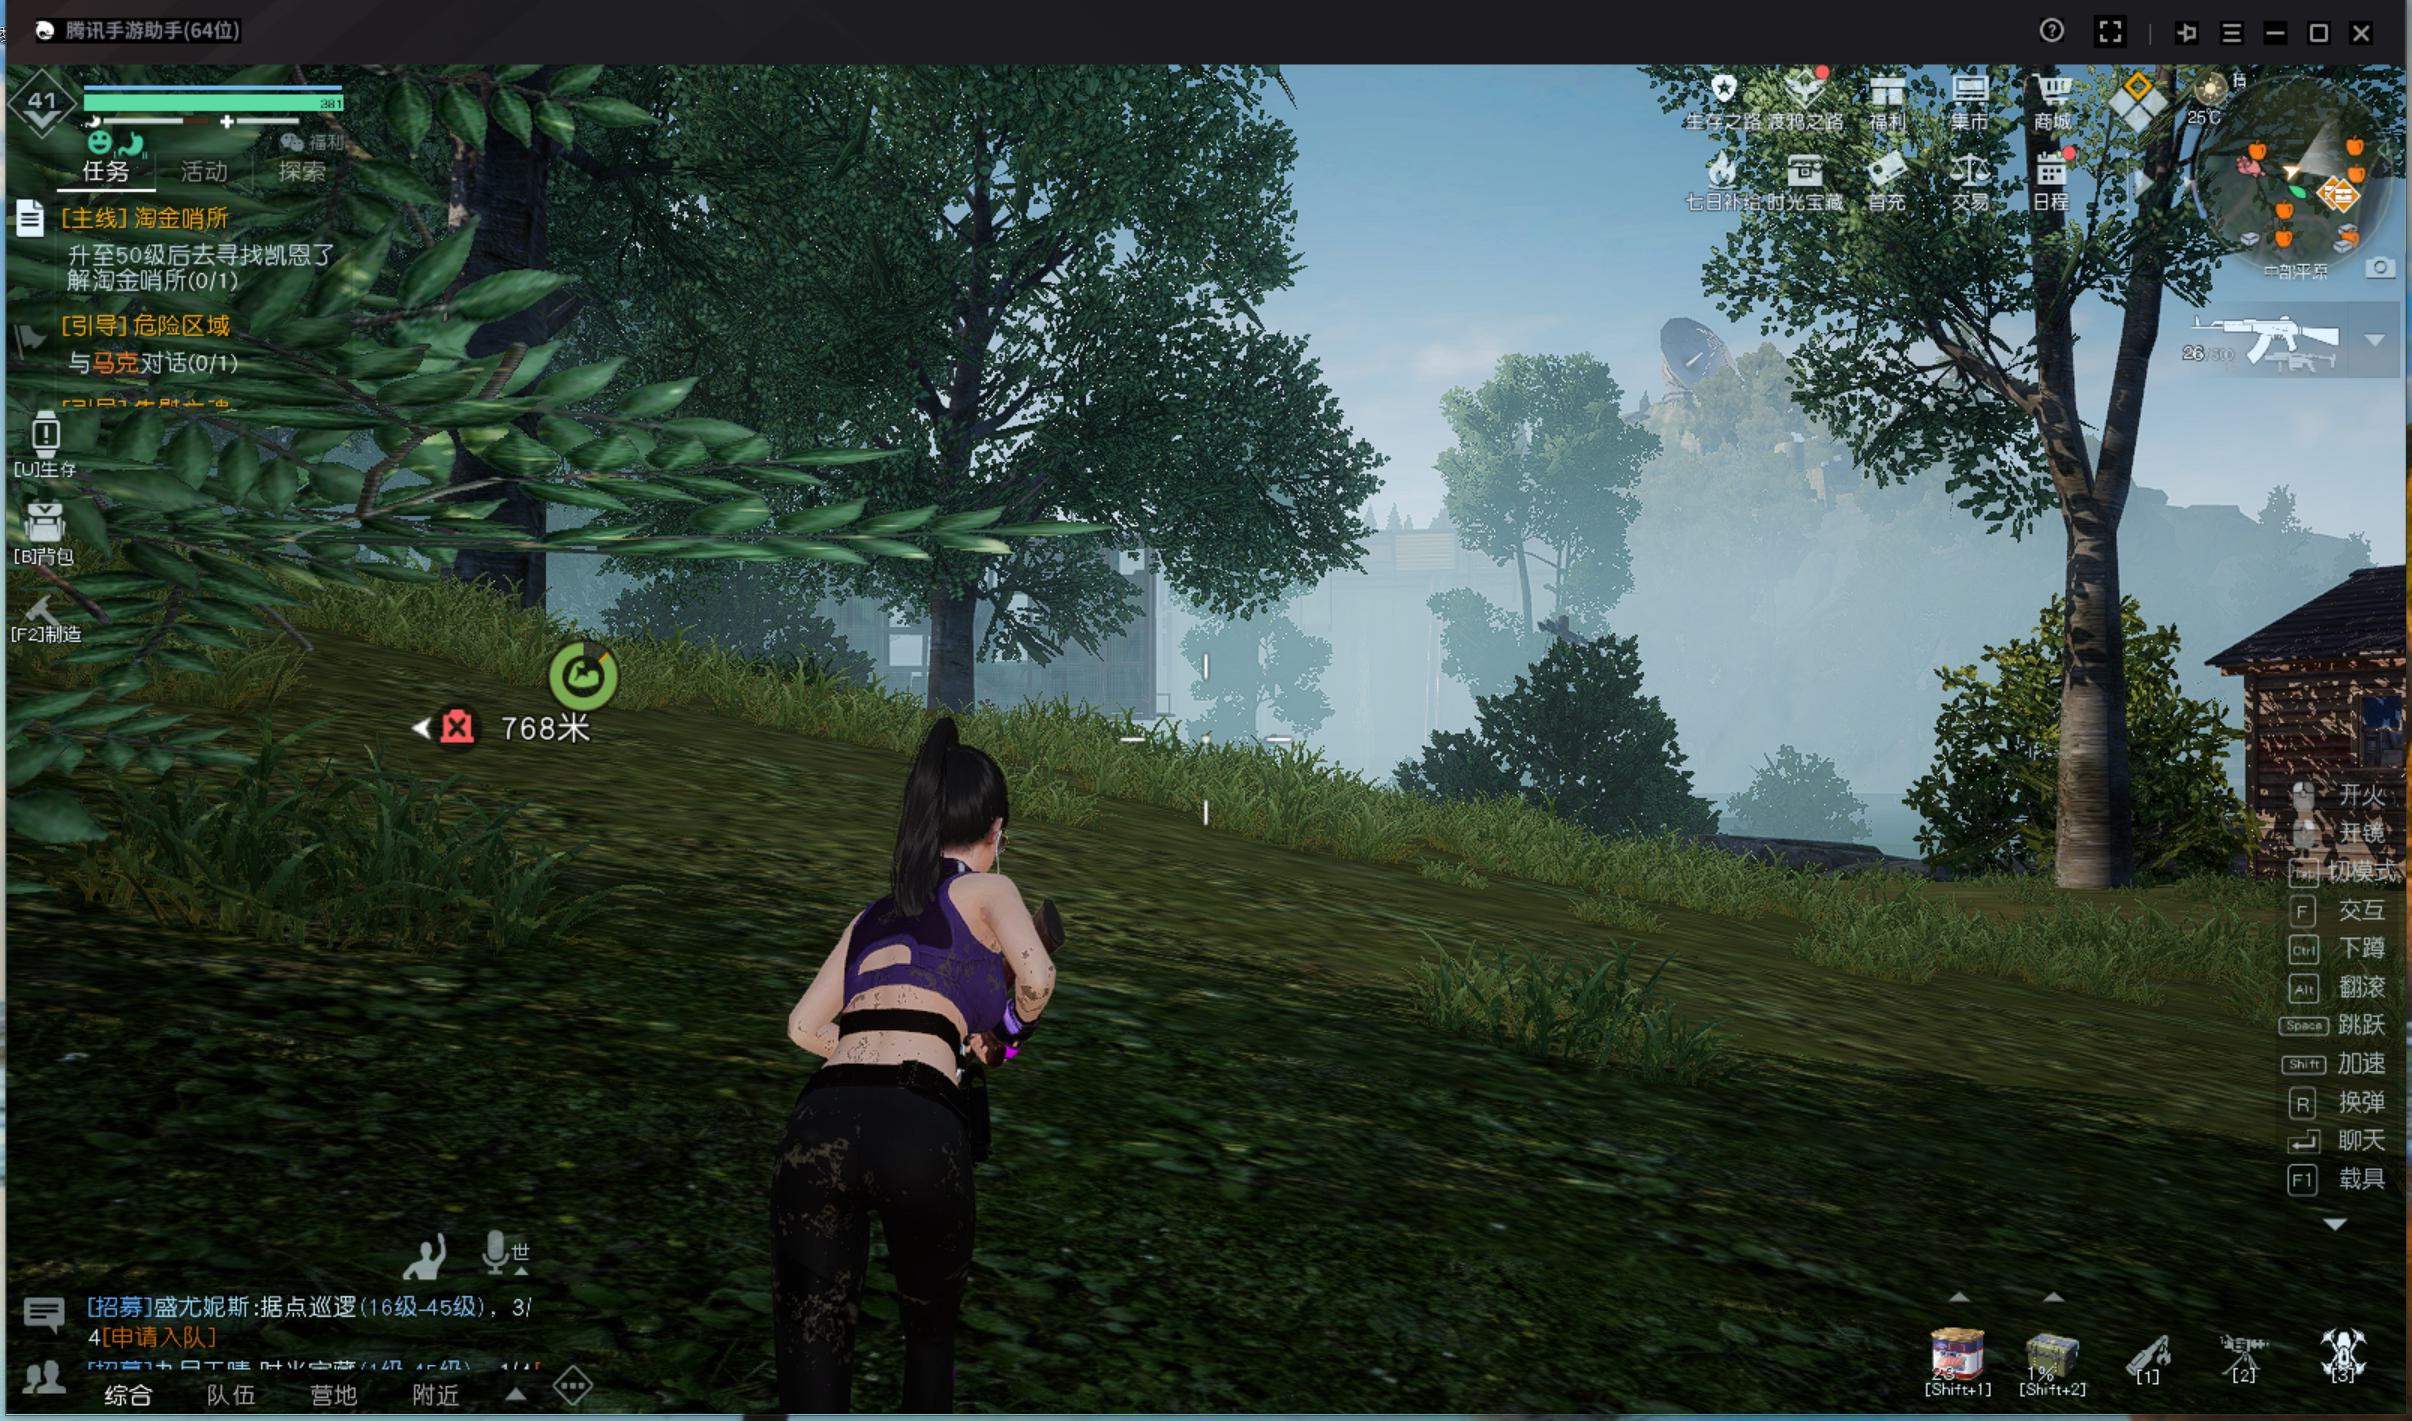 腾讯手游助手(64位)
41
381
福利
任务
活动
探索
[主线] 淘金哨所
升至50级后去寻找凯恩了
解淘金哨所(0/1)
[引导] 危险区域
与马克对话(0/1)
[U]生存
[B]背包
[F2]制造
768米
生存之路
渡鸦之路
福利
集市
商城
七日补给
时光宝藏
首充
交易
日程
25℃
中部平原
26/500
开火
开镜
切模式
F 交互
Ctrl 下蹲
Alt 翻滚
Space 跳跃
Shift 加速
R 换弹
聊天
F1 载具
世
[招募]盛尤妮斯:据点巡逻(16级-45级)，3/
4[申请入队]
综合
队伍
营地
附近
23
[Shift+1]
1%
[Shift+2]
[1]
[2]
[3]